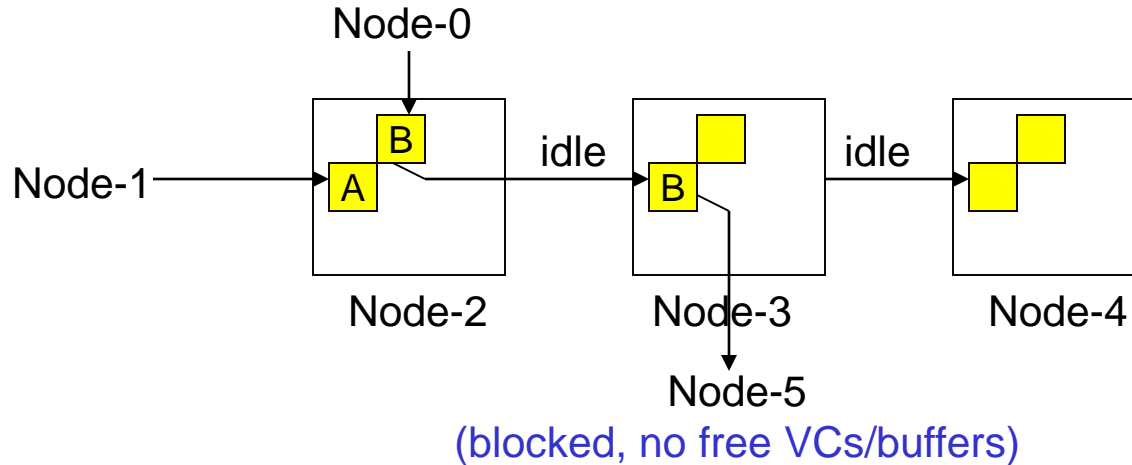 Node-0
B
idle
idle
Node-1
A
B
Node-2
Node-3
Node-4
Node-5
(blocked, no free VCs/buffers)